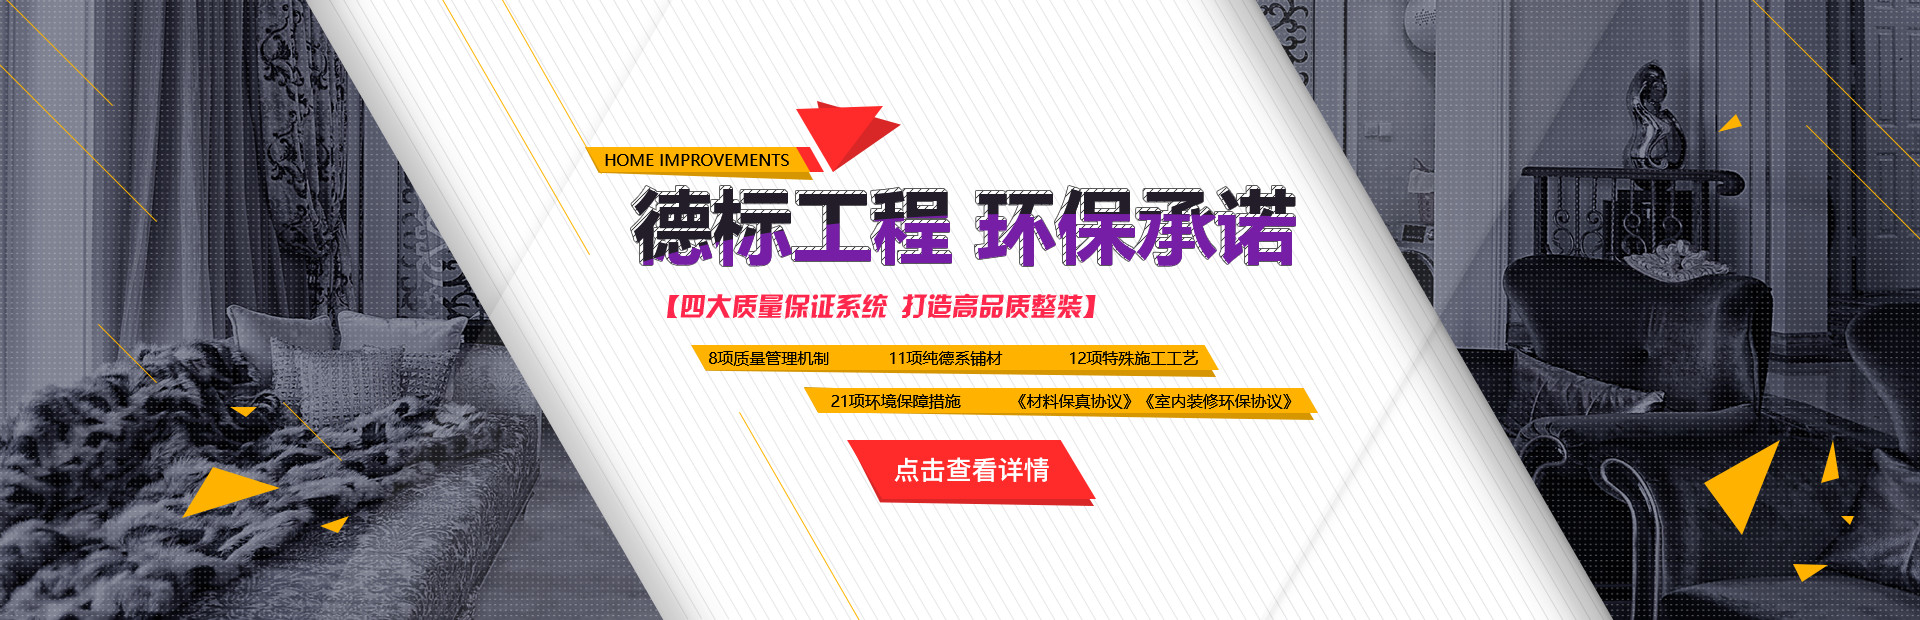 HOME IMPROVEMENTS
德标工程 环保承诺
【四大质量保证系统 打造高品质整装】
8项质量管理机制 11项纯德系铺材 12项特殊施工工艺
21项环境保障措施 《材料保真协议》《室内装修环保协议》
点击查看详情